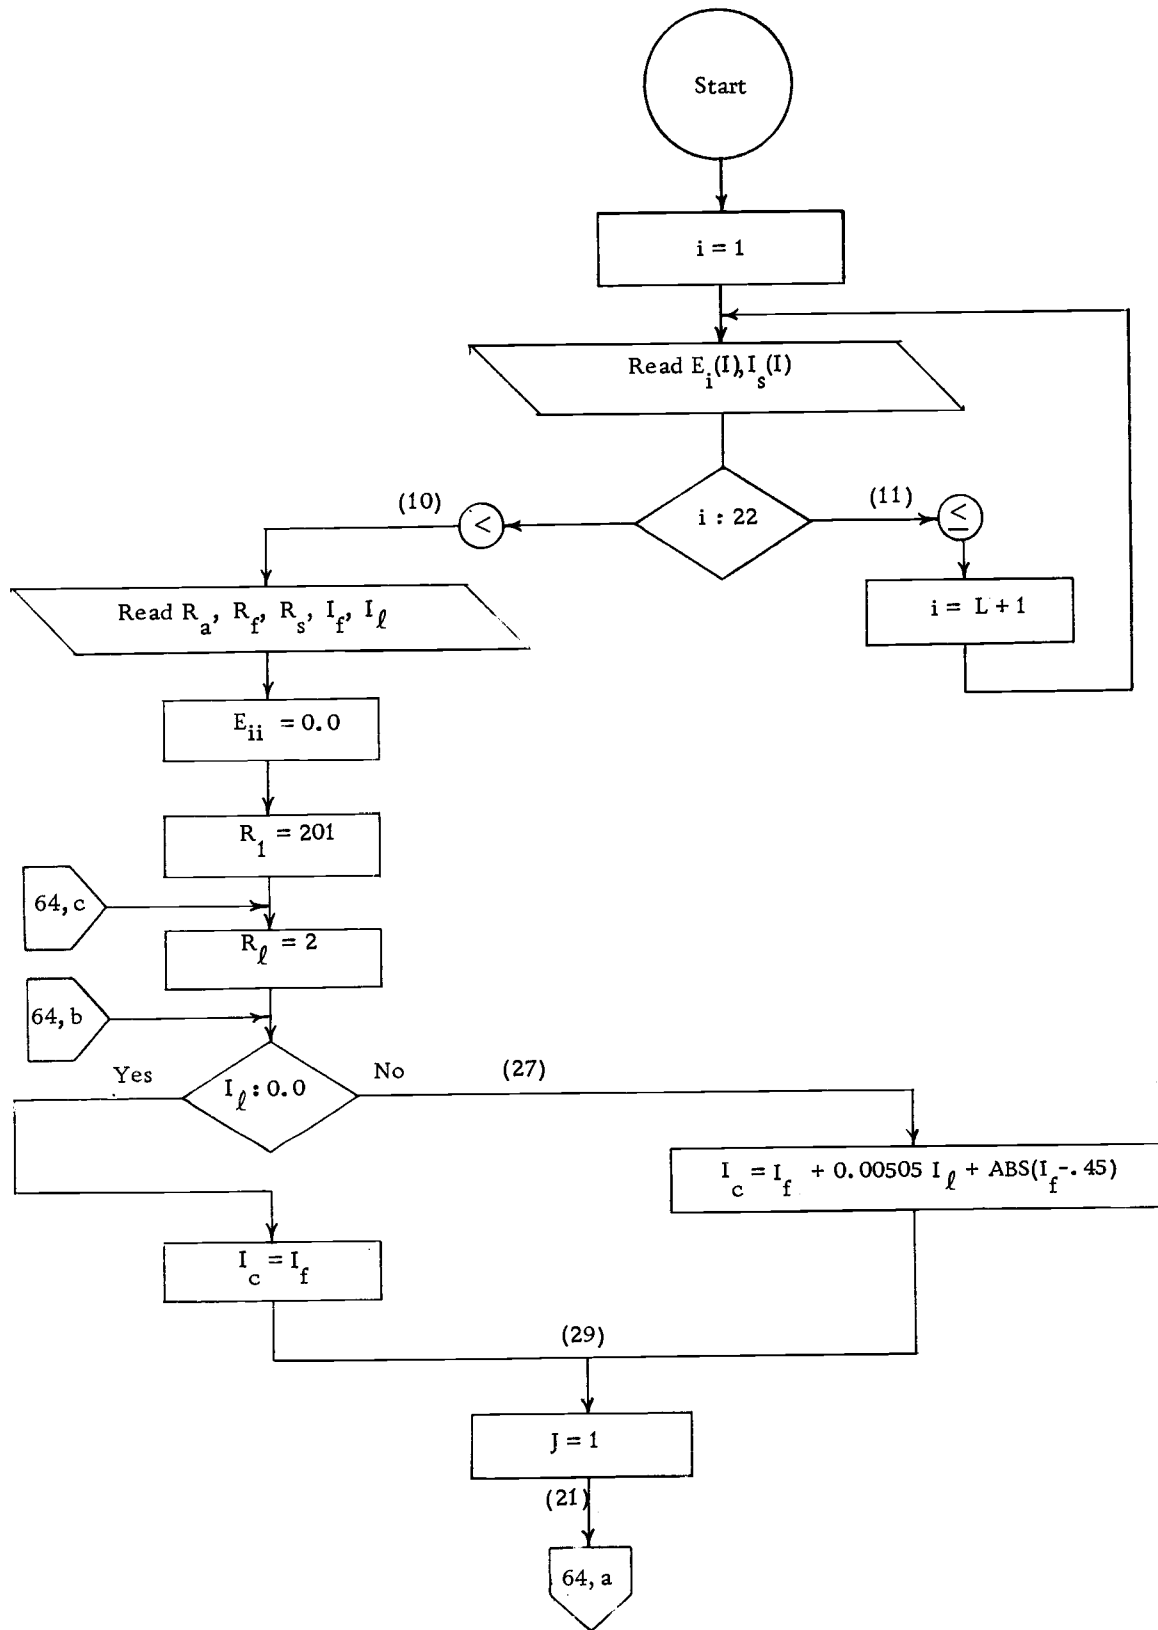 Start
i = 1
Read E_i(I), I_s(I)
i : 22
(10)
<
(11)
≤
i = L + 1
Read R_a, R_f, R_s, I_f, I_ℓ
E_ii = 0.0
R_1 = 201
64, c
R_ℓ = 2
64, b
Yes
I_ℓ : 0.0
No
(27)
I_c = I_f + 0.00505 I_ℓ + ABS(I_f-.45)
I_c = I_f
(29)
J = 1
(21)
64, a